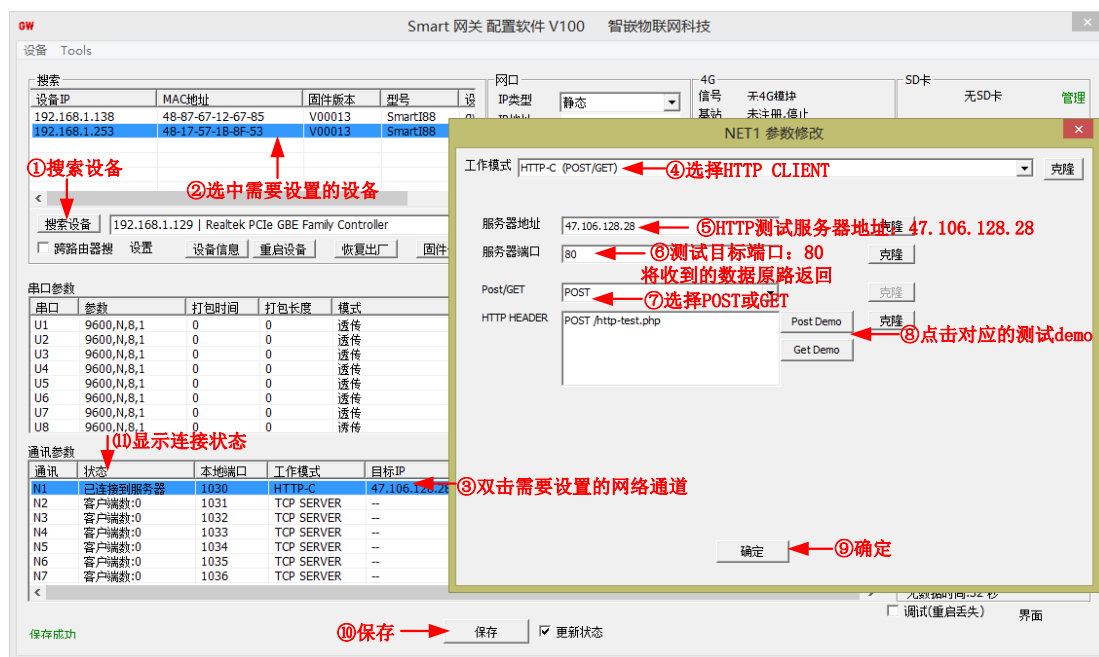 GW Smart 网关 配置软件 V100 智嵌物联网科技 ×
设备 Tools
搜索
设备IP MAC地址 固件版本 型号
192.168.1.138 48-87-67-12-67-85 V00013 SmartI88
192.168.1.253 48-17-57-1B-8F-53 V00013 SmartI88
①搜索设备
②选中需要设置的设备
搜索设备 192.168.1.129 | Realtek PCIe GBE Family Controller
跨路由器搜 设置 设备信息 重启设备 恢复出厂 固件
网口
IP类型 静态
4G
信号 无4G模块
基站 未注册,停止
SD卡
无SD卡 管理
NET1 参数修改 ×
工作模式 HTTP-C (POST/GET) ④选择HTTP CLIENT 克隆
服务器地址 47.106.128.28 ⑤HTTP测试服务器地址：47.106.128.28
服务器端口 80 ⑥测试目标端口：80 克隆
将收到的数据原路返回
Post/GET POST ⑦选择POST或GET 克隆
HTTP HEADER POST /http-test.php Post Demo 克隆
⑧点击对应的测试demo
Get Demo
⑨确定
确定
串口参数
串口 参数 打包时间 打包长度 模式
U1 9600,N,8,1 0 0 透传
U2 9600,N,8,1 0 0 透传
U3 9600,N,8,1 0 0 透传
U4 9600,N,8,1 0 0 透传
U5 9600,N,8,1 0 0 透传
U6 9600,N,8,1 0 0 透传
U7 9600,N,8,1 0 0 透传
U8 9600,N,8,1 0 0 透传
⑪显示连接状态
通讯参数
通讯 状态 本地端口 工作模式 目标IP
N1 已连接到服务器 1030 HTTP-C 47.106.128.28
③双击需要设置的网络通道
N2 客户端数:0 1031 TCP SERVER --
N3 客户端数:0 1032 TCP SERVER --
N4 客户端数:0 1033 TCP SERVER --
N5 客户端数:0 1034 TCP SERVER --
N6 客户端数:0 1035 TCP SERVER --
N7 客户端数:0 1036 TCP SERVER --
无数据时间:52 秒
调试(重启丢失) 界面
保存成功 ⑩保存 保存 更新状态